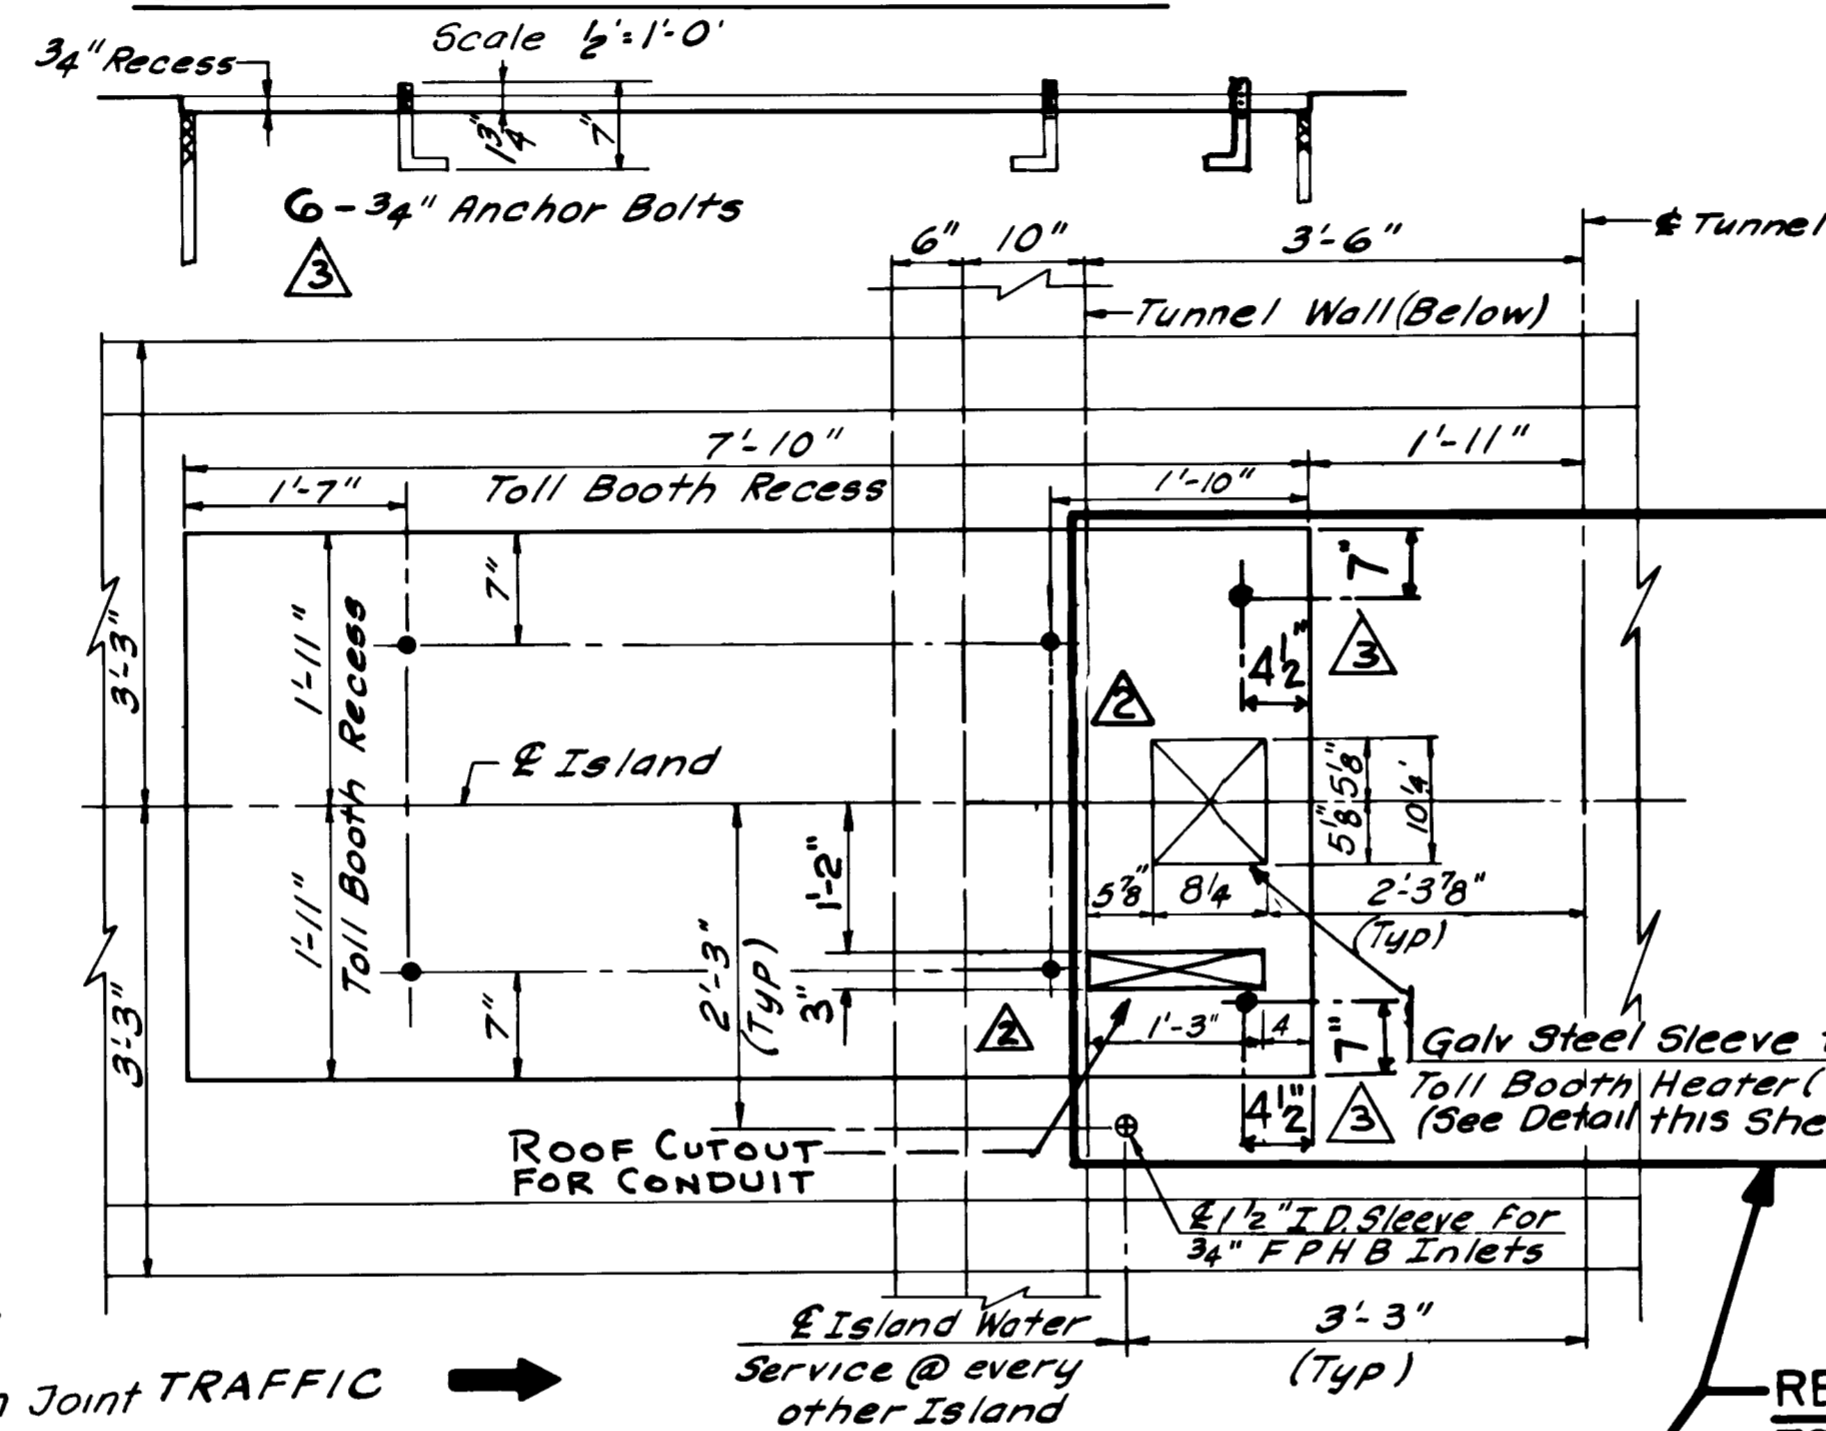 Scale ½' = 1'-0'
¾" Recess
1¾"
7"
6 - ¾" Anchor Bolts
3
6"
10"
3'-6"
℄ Tunnel
Tunnel Wall (Below)
7'-10"
1'-11"
1'-7"
Toll Booth Recess
1'-10"
7"
7"
3'-3"
1'-11"
Toll Booth Recess
4½"
3
2
℄ Island
5⅛"
5⅛"
10¼'
1'-2"
5⅞"
8¼
2'-3⅞"
(Typ)
1'-11"
2'-3"
(Typ)
3"
7"
3'-3"
2
1'-3"
4
7"
Galv Steel Sleeve
Toll Booth Heater (
(See Detail this She
4½"
3
ROOF CUTOUT
FOR CONDUIT
℄ 1½" I.D. Sleeve For
¾" F P H B Inlets
℄ Island Water
Service @ every
other Island
3'-3"
(Typ)
Joint TRAFFIC
RE